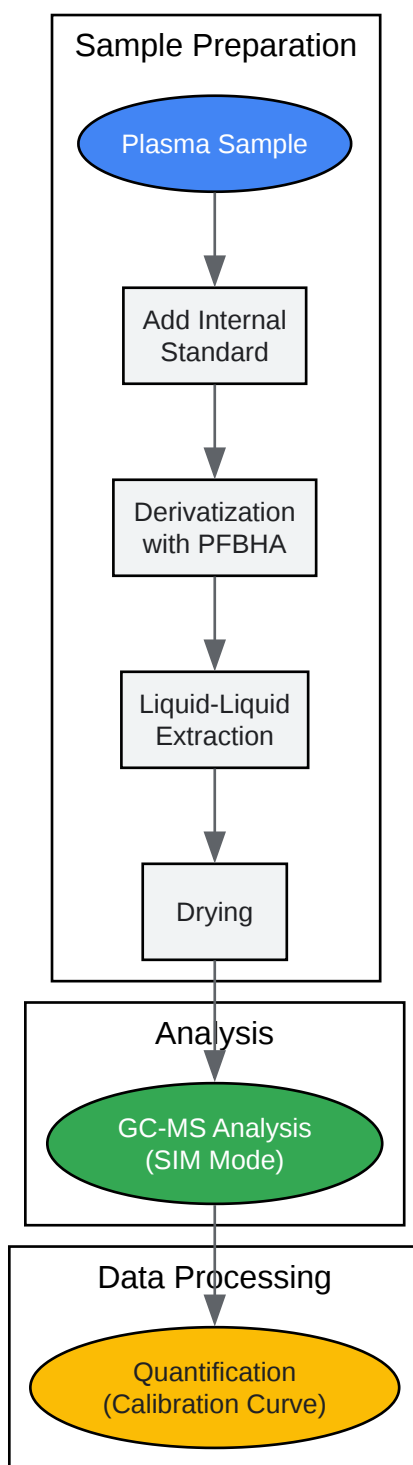 Sample Preparation
Plasma Sample
Add Internal
Standard
Derivatization
with PFBHA
Liquid-Liquid
Extraction
Drying
Analysis
GC-MS Analysis
(SIM Mode)
Data Processing
Quantification
(Calibration Curve)